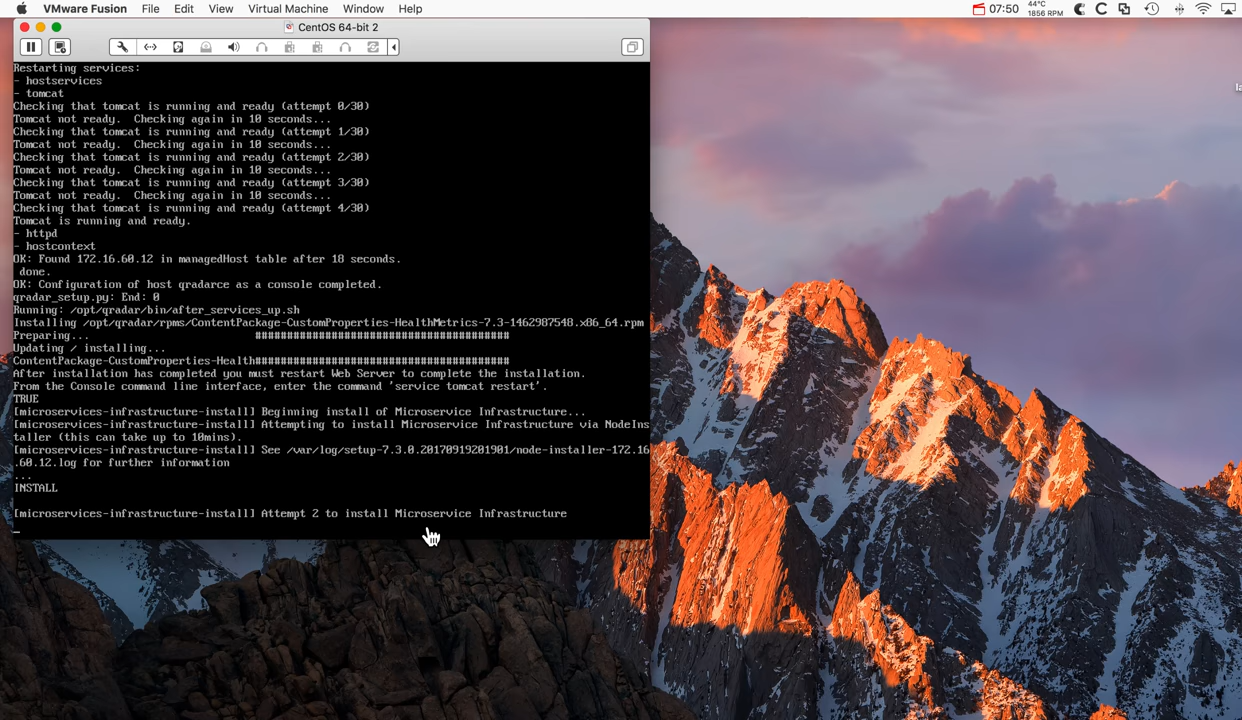 VMware Fusion File Edit View Virtual Machine Window Help 07:50 44°C 1856 RPM
CentOS 64-bit 2
Restarting services:
- hostservices
- tomcat
Checking that tomcat is running and ready (attempt 0/30)
Tomcat not ready.  Checking again in 10 seconds...
Checking that tomcat is running and ready (attempt 1/30)
Tomcat not ready.  Checking again in 10 seconds...
Checking that tomcat is running and ready (attempt 2/30)
Tomcat not ready.  Checking again in 10 seconds...
Checking that tomcat is running and ready (attempt 3/30)
Tomcat not ready.  Checking again in 10 seconds...
Checking that tomcat is running and ready (attempt 4/30)
Tomcat is running and ready.
- httpd
- hostcontext
OK: Found 172.16.60.12 in managedHost table after 18 seconds.
 done.
OK: Configuration of host qradarce as a console completed.
qradar_setup.py: End: 0
Running: /opt/qradar/bin/after_services_up.sh
Installing /opt/qradar/rpms/ContentPackage-CustomProperties-HealthMetrics-7.3-1462987548.x86_64.rpm
Preparing...                          ########################################
Updating / installing...
ContentPackage-CustomProperties-Health########################################
After installation has completed you must restart Web Server to complete the installation.
From the Console command line interface, enter the command 'service tomcat restart'.
TRUE
[microservices-infrastructure-install] Beginning install of Microservice Infrastructure...
[microservices-infrastructure-install] Attempting to install Microservice Infrastructure via NodeIns
taller (this can take up to 10mins).
[microservices-infrastructure-install] See /var/log/setup-7.3.0.20170919201901/node-installer-172.16
.60.12.log for further information
...
INSTALL
[microservices-infrastructure-install] Attempt 2 to install Microservice Infrastructure